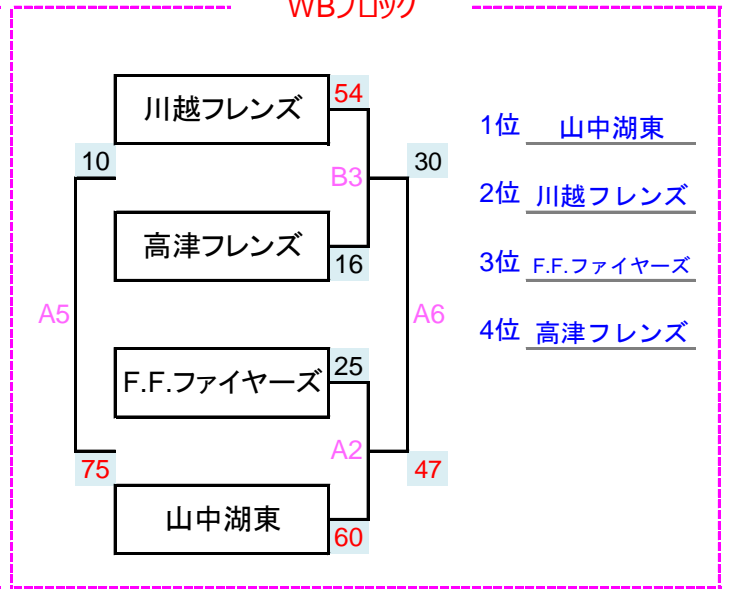 WBブロック
川越フレンズ
54
10
B3
30
高津フレンズ
16
A5
A6
F.F.ファイヤーズ
25
A2
75
47
山中湖東
60
1位 山中湖東
2位 川越フレンズ
3位 F.F.ファイヤーズ
4位 高津フレンズ